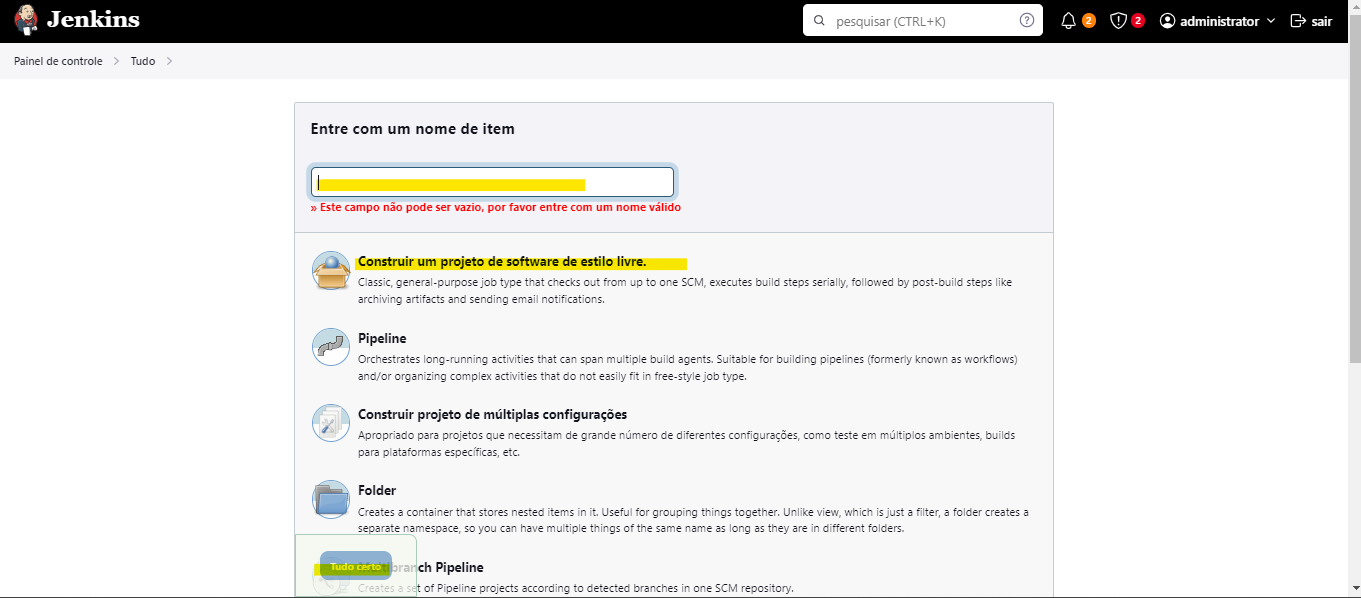 Jenkins
pesquisar (CTRL+K)
?
2
2
administrator
sair
Painel de controle
Tudo
Entre com um nome de item
» Este campo não pode ser vazio, por favor entre com um nome válido
Construir um projeto de software de estilo livre.
Classic, general-purpose job type that checks out from up to one SCM, executes build steps serially, followed by post-build steps like
archiving artifacts and sending email notifications.
Pipeline
Orchestrates long-running activities that can span multiple build agents. Suitable for building pipelines (formerly known as workflows)
and/or organizing complex activities that do not easily fit in free-style job type.
Construir projeto de múltiplas configurações
Apropriado para projetos que necessitam de grande número de diferentes configurações, como teste em múltiplos ambientes, builds
para plataformas específicas, etc.
Folder
Creates a container that stores nested items in it. Useful for grouping things together. Unlike view, which is just a filter, a folder creates a
separate namespace, so you can have multiple things of the same name as long as they are in different folders.
Tudo certo
Multibranch Pipeline
Creates a set of Pipeline projects according to detected branches in one SCM repository.